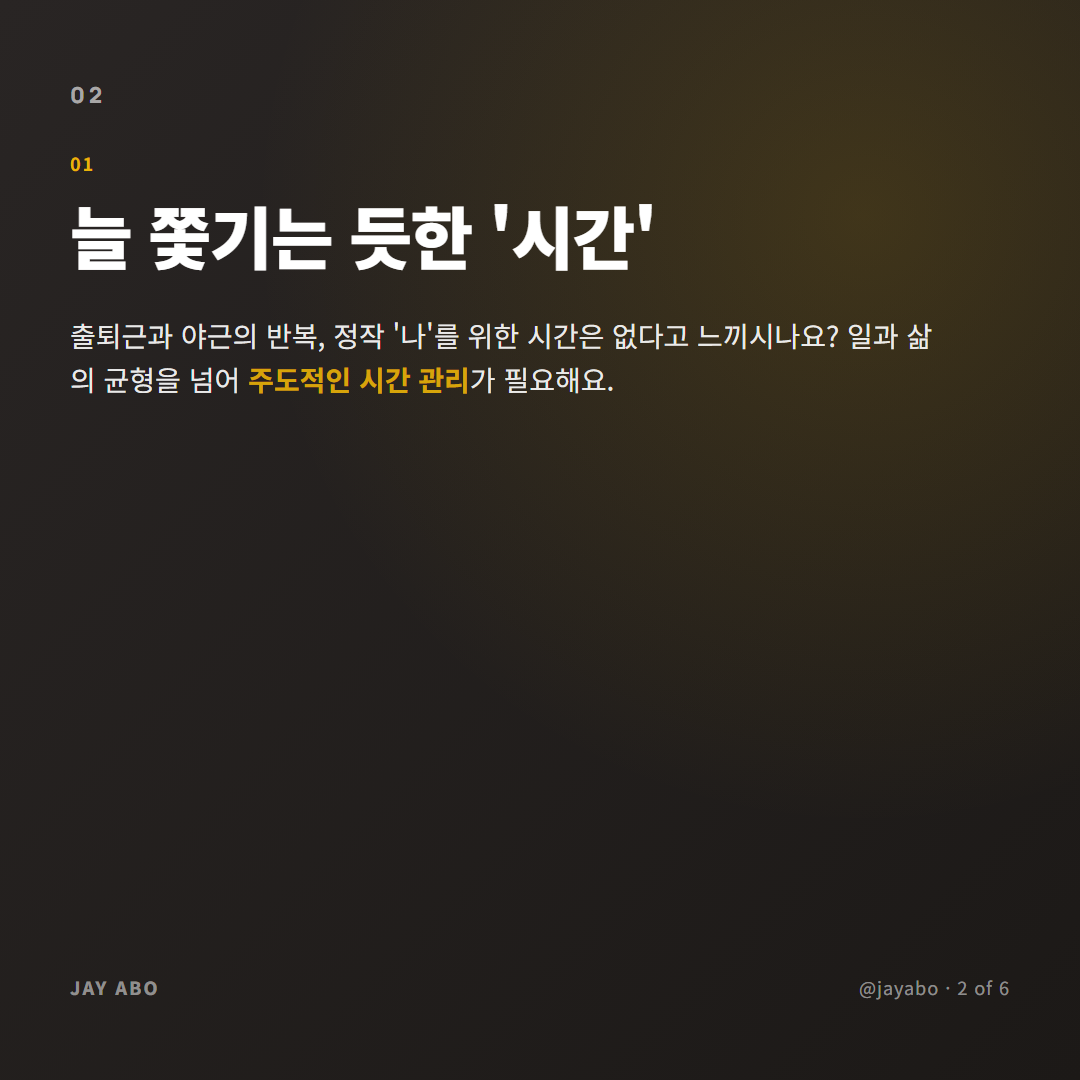 02
01
늘 쫓기는 듯한 '시간'
출퇴근과 야근의 반복, 정작 '나'를 위한 시간은 없다고 느끼시나요? 일과 삶
의 균형을 넘어 주도적인 시간 관리가 필요해요.
JAY ABO
@jayabo · 2 of 6